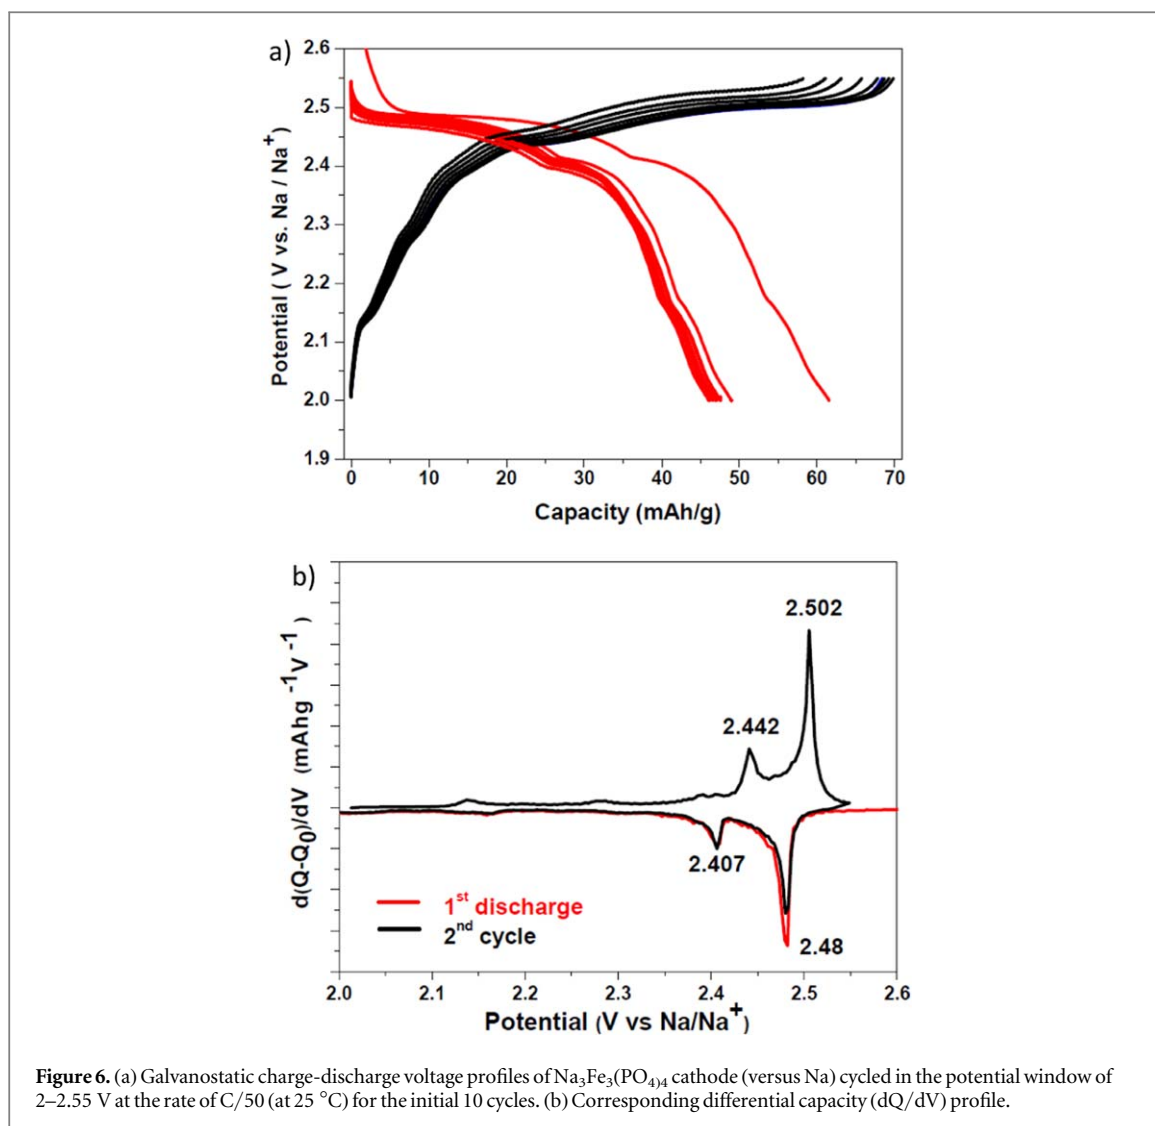 a)
2.6
2.5
2.4
2.3
2.2
2.1
2.0
1.9
Potential ( V vs. Na / Na⁺)
0 10 20 30 40 50 60 70
Capacity (mAh/g)
b)
2.502
2.442
2.407
2.48
1st discharge
2nd cycle
d(Q-Q₀)/dV (mAhg⁻¹V⁻¹)
2.0 2.1 2.2 2.3 2.4 2.5 2.6
Potential (V vs Na/Na⁺)
Figure 6. (a) Galvanostatic charge-discharge voltage profiles of Na₃Fe₃(PO₄)₄ cathode (versus Na) cycled in the potential window of
2–2.55 V at the rate of C/50 (at 25 °C) for the initial 10 cycles. (b) Corresponding differential capacity (dQ/dV) profile.